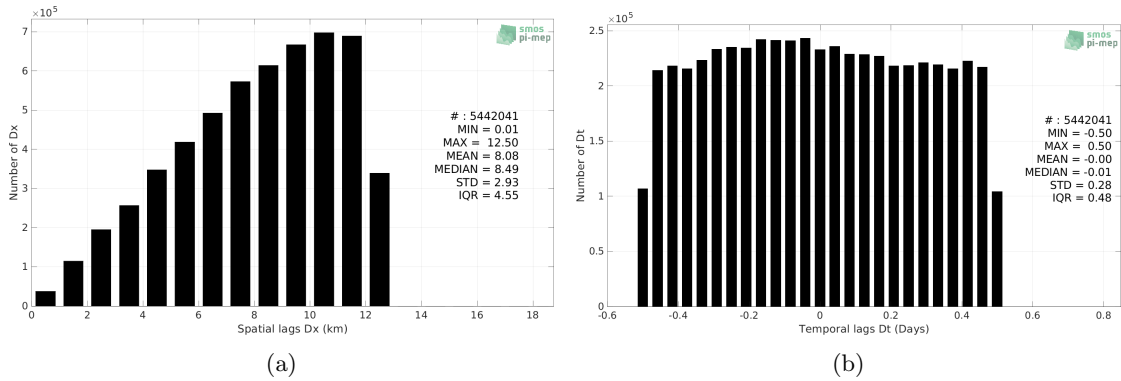 ×10⁵
7
6
5
4
3
2
1
0
Number of Dx
0 2 4 6 8 10 12 14 16 18
Spatial lags Dx (km)
smos
pi-mep
# : 5442041
MIN = 0.01
MAX = 12.50
MEAN = 8.08
MEDIAN = 8.49
STD = 2.93
IQR = 4.55
(a)
×10⁵
2.5
2
1.5
1
0.5
0
Number of Dt
-0.6 -0.4 -0.2 0 0.2 0.4 0.6 0.8
Temporal lags Dt (Days)
smos
pi-mep
# : 5442041
MIN = -0.50
MAX = 0.50
MEAN = -0.00
MEDIAN = -0.01
STD = 0.28
IQR = 0.48
(b)